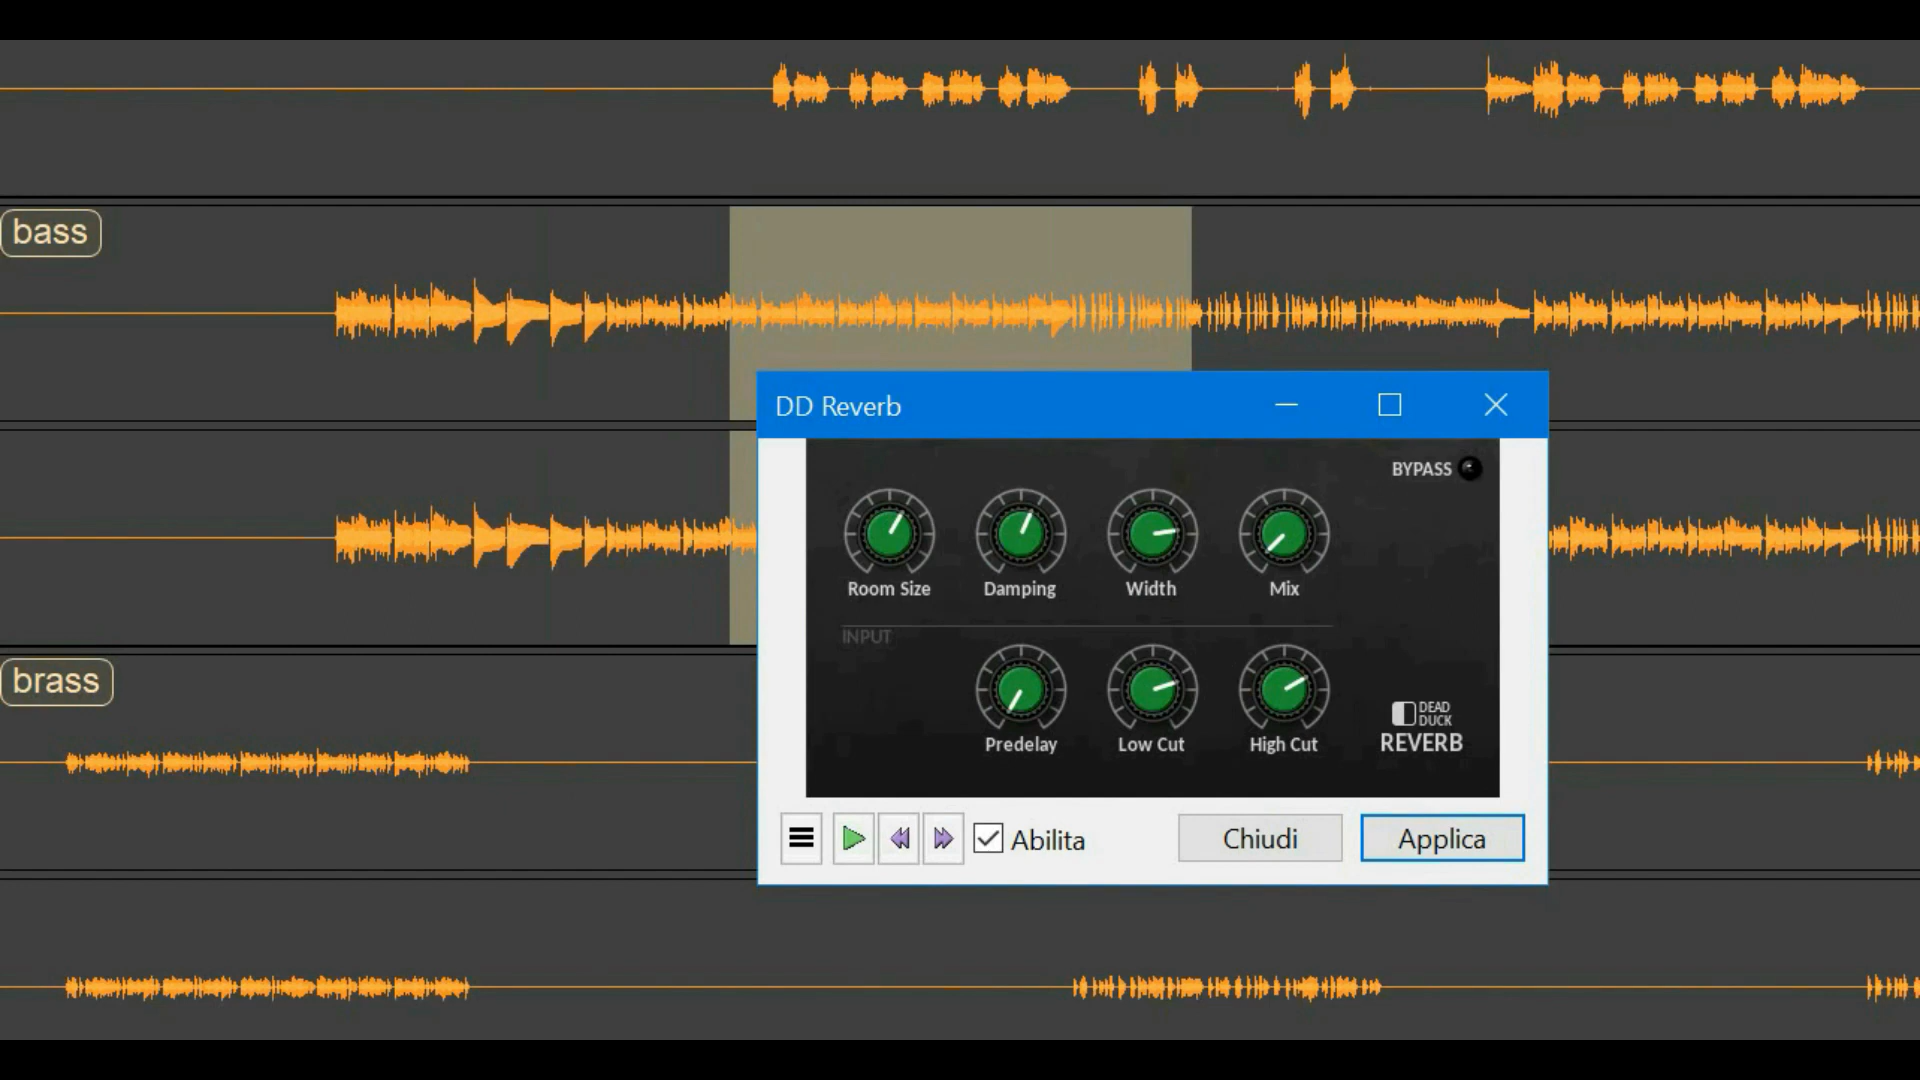 bass
DD Reverb
BYPASS
Room Size
Damping
Width
Mix
INPUT
Predelay
Low Cut
High Cut
DEAD
DUCK
REVERB
brass
Abilita
Chiudi
Applica